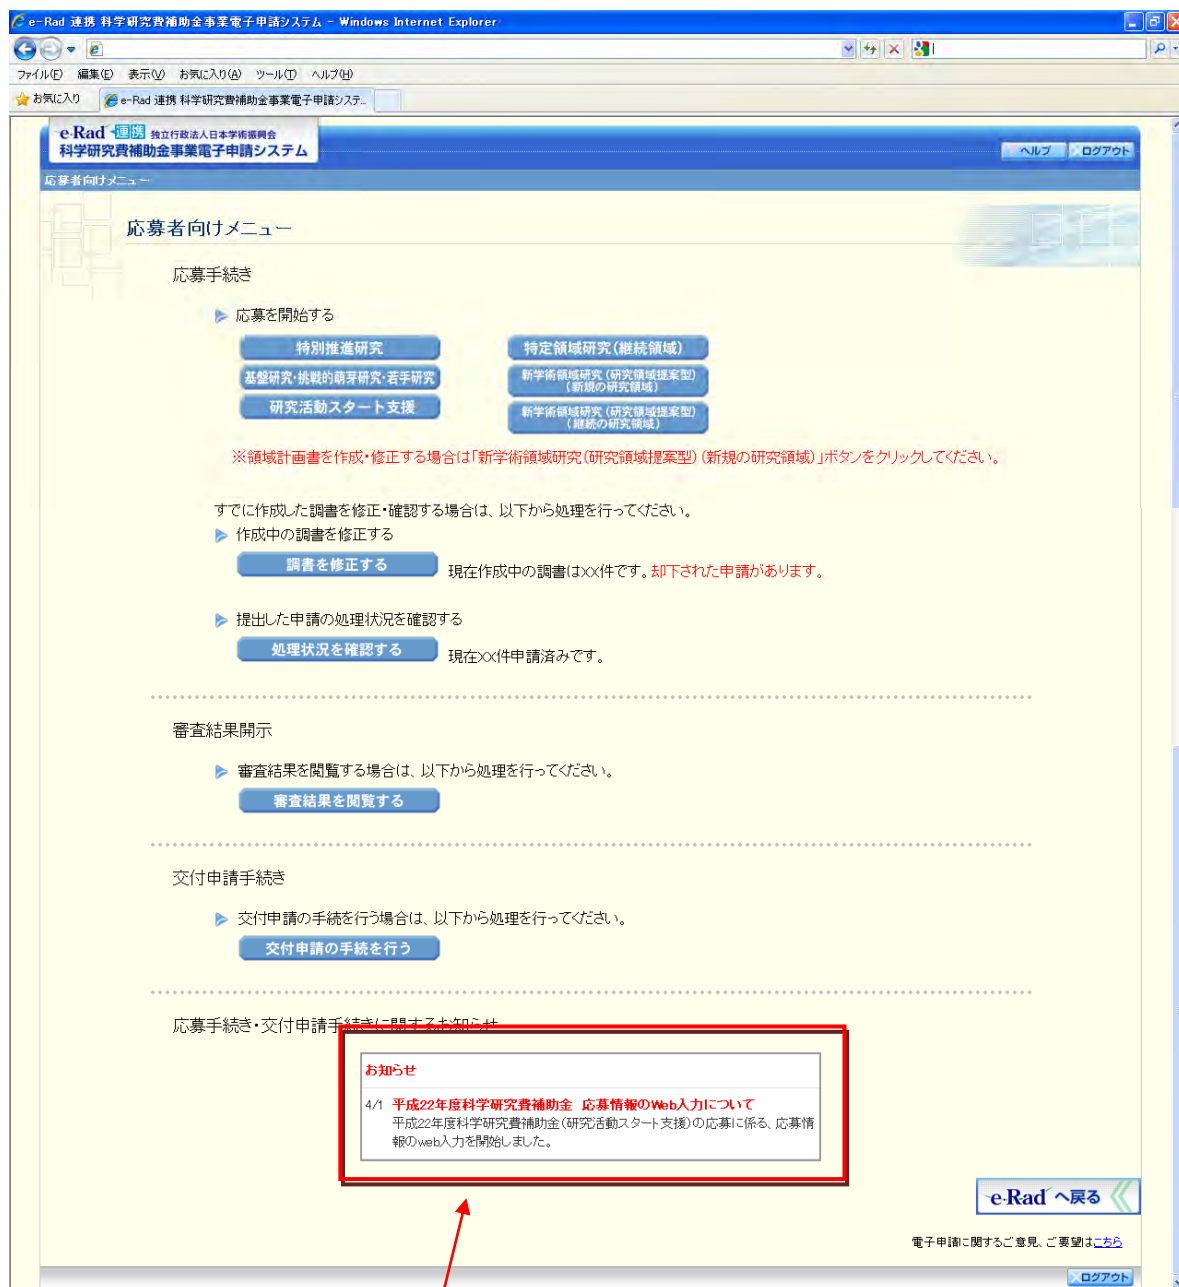 e-Rad 連携 科学研究費補助金事業電子申請システム - Windows Internet Explorer
ファイル(F) 編集(E) 表示(V) お気に入り(A) ツール(T) ヘルプ(H)
お気に入り e-Rad 連携 科学研究費補助金事業電子申請システ...
e-Rad 連携 独立行政法人日本学術振興会
科学研究費補助金事業電子申請システム
ヘルプ ログアウト
応募者向けメニュー
応募者向けメニュー
応募手続き
応募を開始する
特別推進研究 特定領域研究(継続領域)
基盤研究・挑戦的萌芽研究・若手研究 新学術領域研究(研究領域提案型)
(新規の研究領域)
研究活動スタート支援 新学術領域研究(研究領域提案型)
(継続の研究領域)
※領域計画書を作成・修正する場合は「新学術領域研究(研究領域提案型)(新規の研究領域)」ボタンをクリックしてください。
すでに作成した調書を修正・確認する場合は、以下から処理を行ってください。
作成中の調書を修正する
調書を修正する 現在作成中の調書はxx件です。却下された申請があります。
提出した申請の処理状況を確認する
処理状況を確認する 現在xx件申請済みです。
審査結果開示
審査結果を閲覧する場合は、以下から処理を行ってください。
審査結果を閲覧する
交付申請手続き
交付申請の手続を行う場合は、以下から処理を行ってください。
交付申請の手続を行う
応募手続き・交付申請手続きに関するお知らせ
お知らせ
4/1 平成22年度科学研究費補助金 応募情報のWeb入力について
平成22年度科学研究費補助金(研究活動スタート支援)の応募に係る、応募情
報のweb入力を開始しました。
e-Rad へ戻る
電子申請に関するご意見、ご要望はこちら
ログアウト